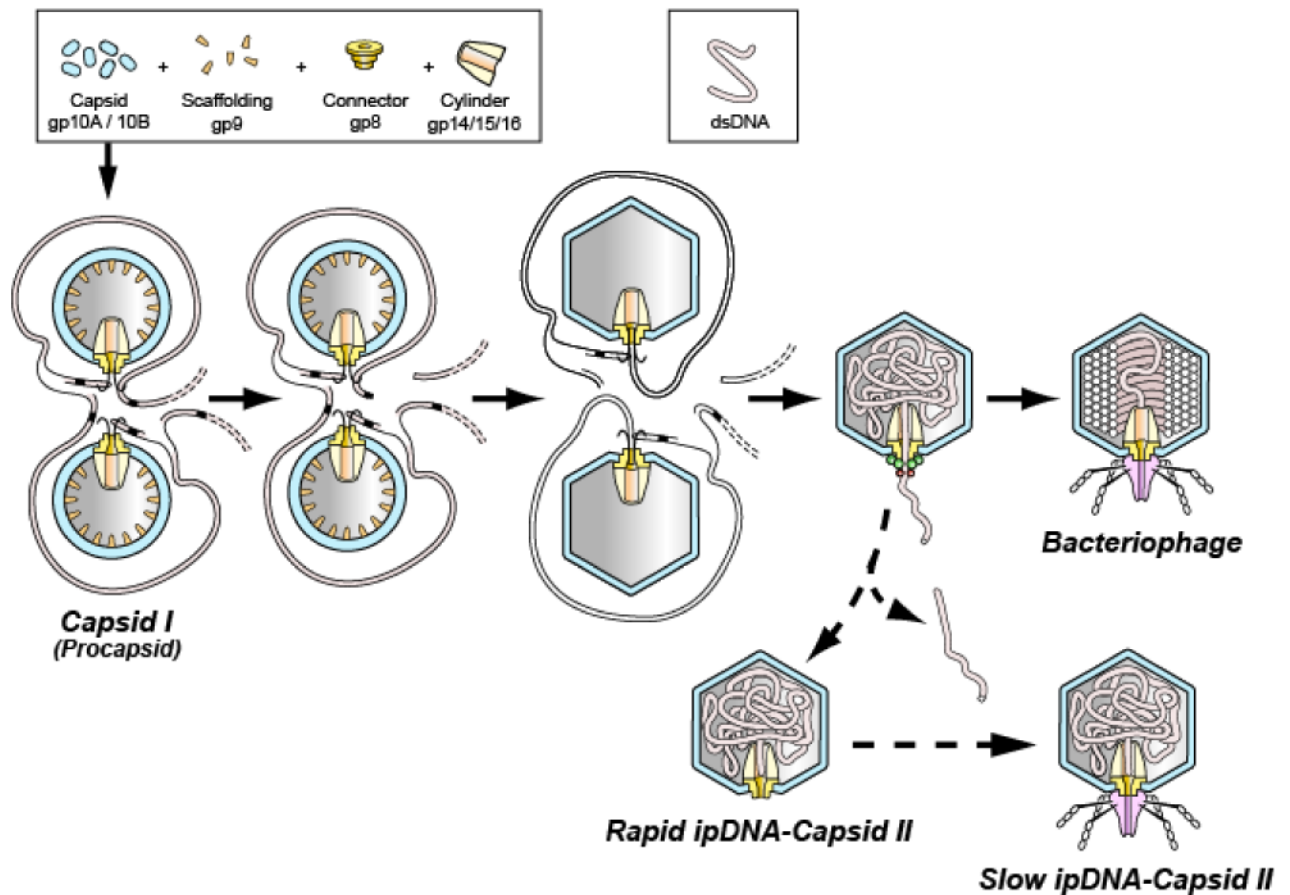 + + +
Capsid Scaffolding Connector Cylinder
gp10A / 10B gp9 gp8 gp14/15/16
dsDNA
Capsid I
(Procapsid)
Bacteriophage
Rapid ipDNA-Capsid II
Slow ipDNA-Capsid II